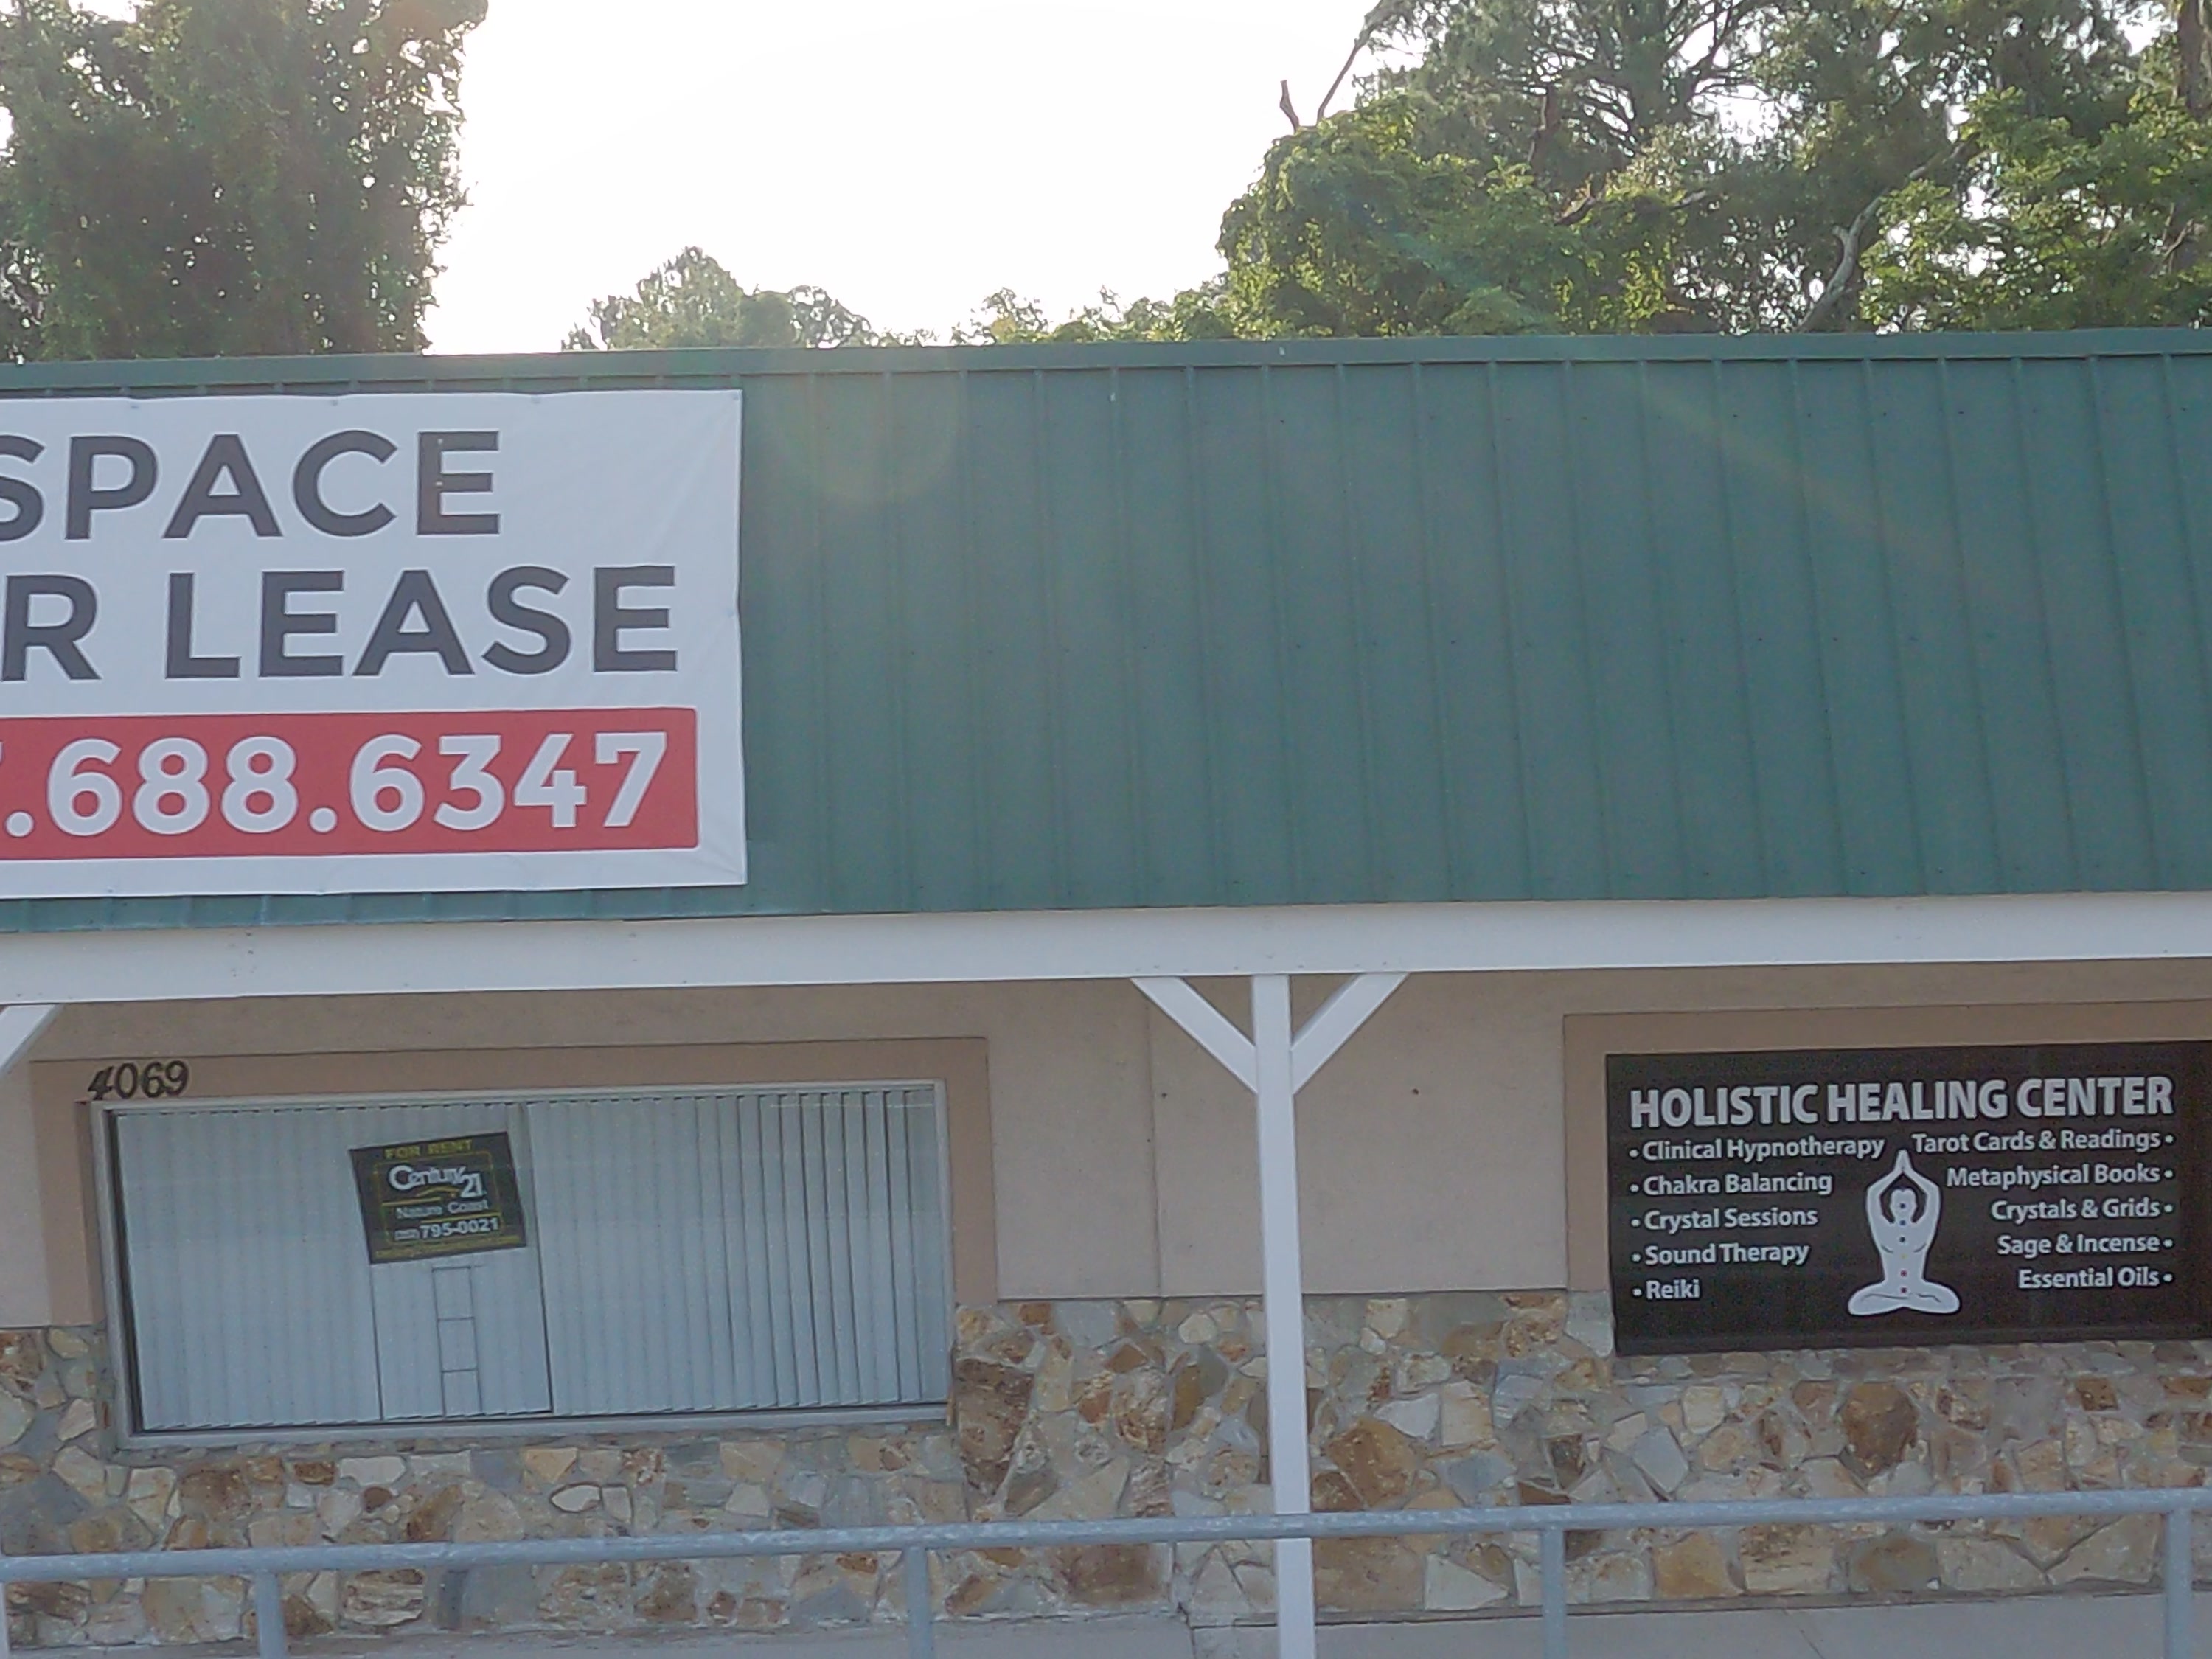 SPACE
R LEASE
.688.6347
4069
FOR RENT
Century 21
Nature Coast
(352) 795-0021
HOLISTIC HEALING CENTER
• Clinical Hypnotherapy
• Chakra Balancing
• Crystal Sessions
• Sound Therapy
• Reiki
Tarot Cards & Readings •
Metaphysical Books •
Crystals & Grids •
Sage & Incense •
Essential Oils •